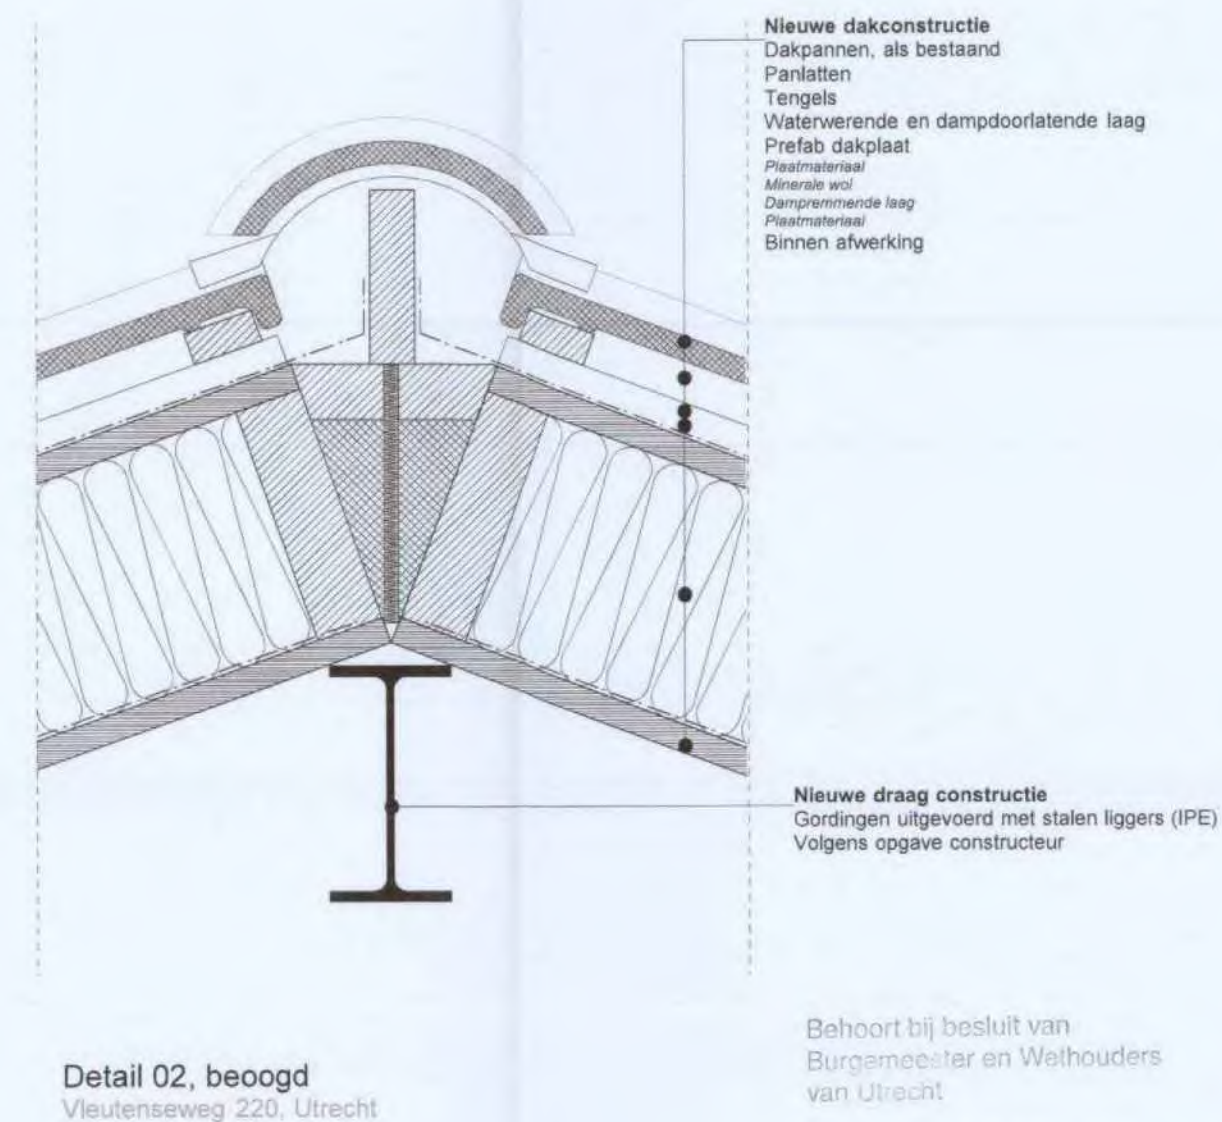 Nieuwe dakconstructie
Dakpannen, als bestaand
Panlatten
Tengels
Waterwerende en dampdoorlatende laag
Prefab dakplaat
Plaatmateriaal
Minerale wol
Dampremmende laag
Plaatmateriaal
Binnen afwerking
Nieuwe draag constructie
Gordingen uitgevoerd met stalen liggers (IPE)
Volgens opgave constructeur
Behoort bij besluit van
Burgemeester en Wethouders
van Utrecht
Detail 02, beoogd
Vleutenseweg 220, Utrecht